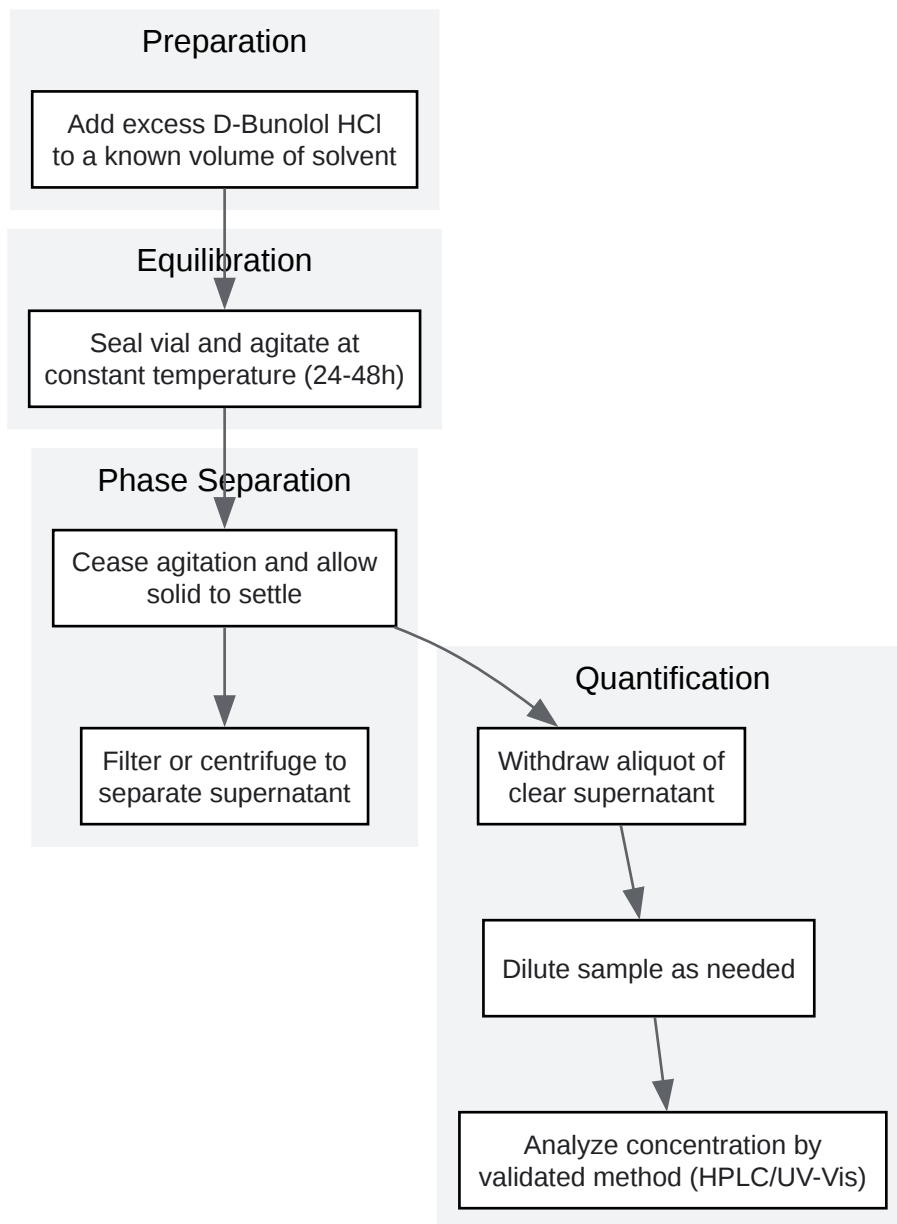 Preparation
Add excess D-Bunolol HCl
to a known volume of solvent
Equilibration
Seal vial and agitate at
constant temperature (24-48h)
Phase Separation
Cease agitation and allow
solid to settle
Filter or centrifuge to
separate supernatant
Quantification
Withdraw aliquot of
clear supernatant
Dilute sample as needed
Analyze concentration by
validated method (HPLC/UV-Vis)